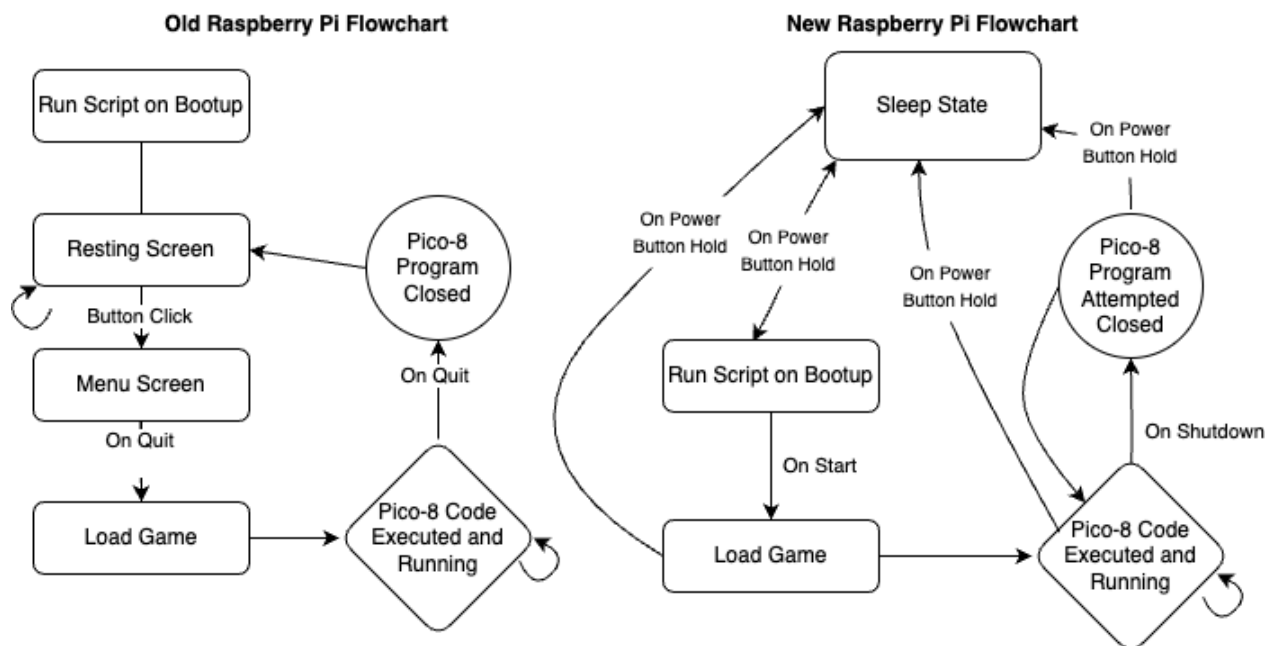 Old Raspberry Pi Flowchart
Run Script on Bootup
Resting Screen
Button Click
Menu Screen
On Quit
Load Game
Pico-8
Program
Closed
On Quit
Pico-8 Code
Executed and
Running
New Raspberry Pi Flowchart
Sleep State
On Power
Button Hold
On Power
Button Hold
On Power
Button Hold
On Power
Button Hold
Run Script on Bootup
On Start
Load Game
Pico-8
Program
Attempted
Closed
On Shutdown
Pico-8 Code
Executed and
Running